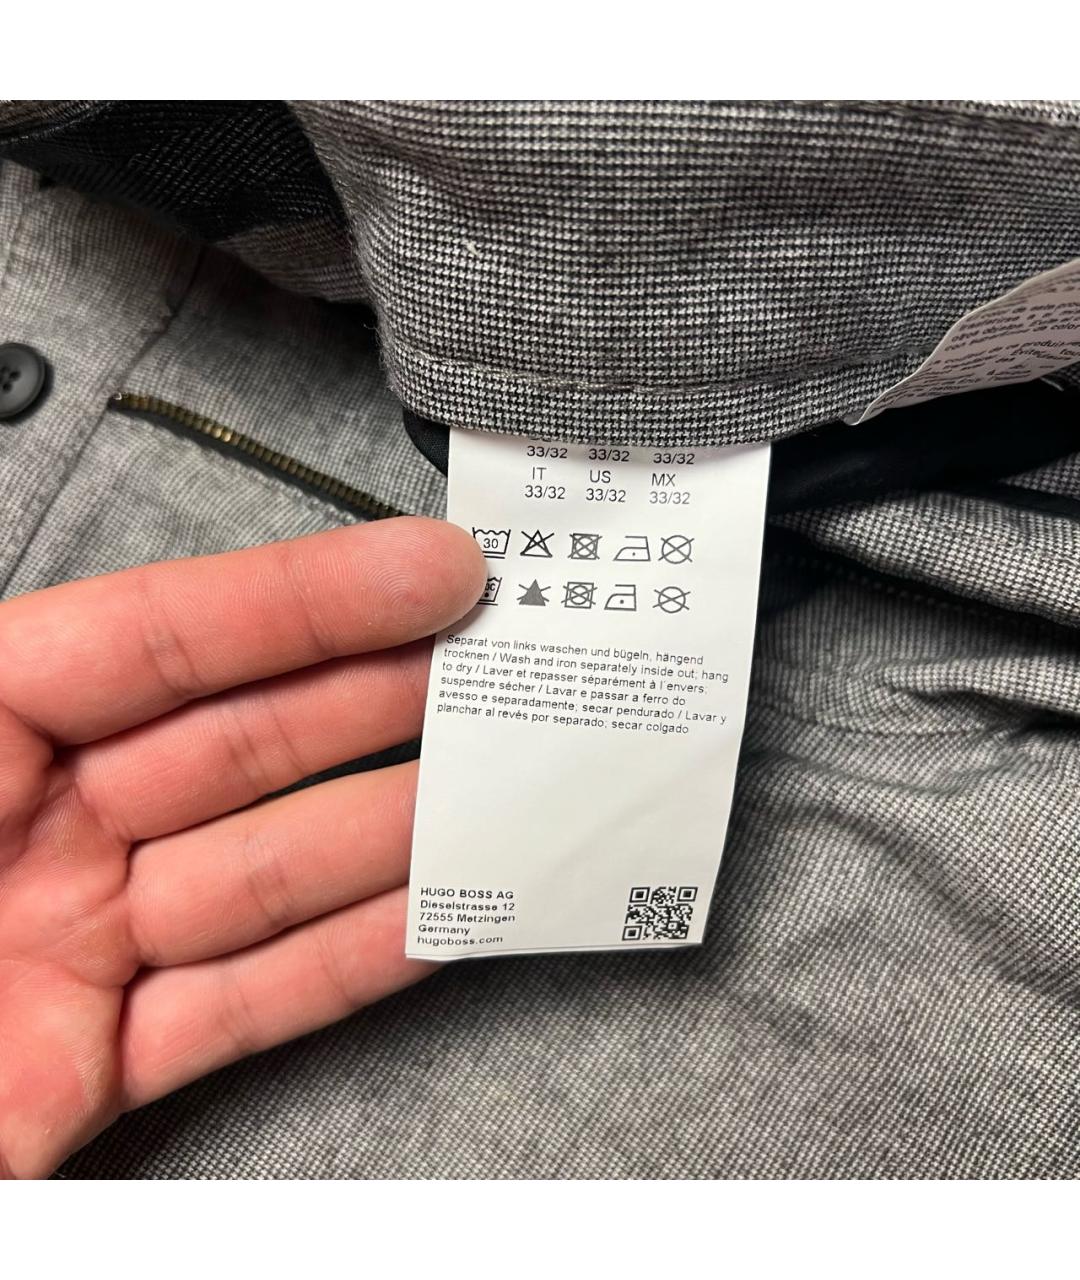 33/32 33/32 33/32
IT US MX
33/32 33/32 33/32
30
Separat von links waschen und bügeln, hängend
trocknen / Wash and iron separately inside out; hang
to dry / Laver et repasser séparément à l'envers;
suspendre sécher / Lavar e passar a ferro do
avesso e separadamente; secar pendurado / Lavar y
planchar al revés por separado; secar colgado
HUGO BOSS AG
Dieselstrasse 12
72555 Metzingen
Germany
hugoboss.com